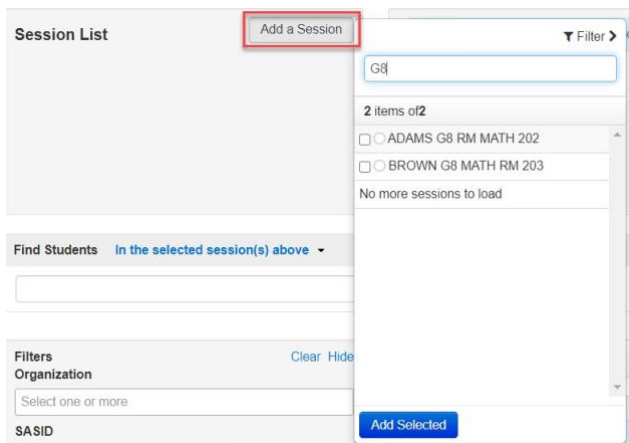 Session List
Add a Session
Filter
G8
2 items of2
ADAMS G8 RM MATH 202
BROWN G8 MATH RM 203
No more sessions to load
Find Students In the selected session(s) above
Filters
Clear Hide
Organization
Select one or more
SASID
Add Selected